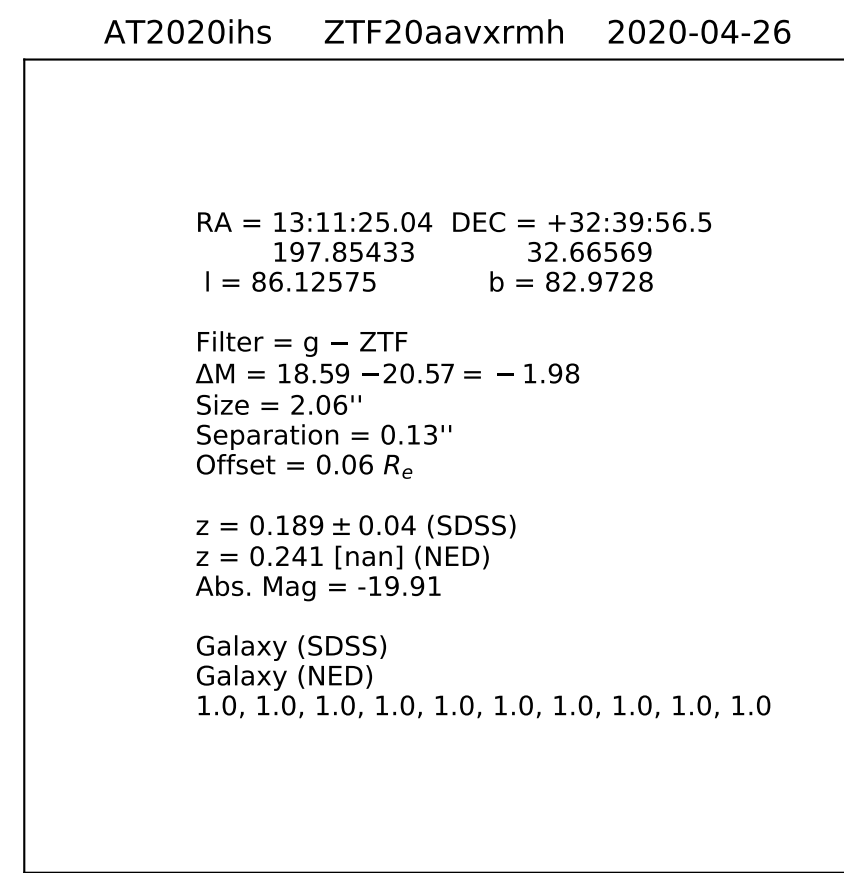 AT2020ihs ZTF20aavxrmh 2020-04-26
RA = 13:11:25.04 DEC = +32:39:56.5
197.85433 32.66569
l = 86.12575 b = 82.9728
Filter = g − ZTF
ΔM = 18.59 −20.57 = − 1.98
Size = 2.06''
Separation = 0.13''
Offset = 0.06 Rₑ
z = 0.189 ± 0.04 (SDSS)
z = 0.241 [nan] (NED)
Abs. Mag = -19.91
Galaxy (SDSS)
Galaxy (NED)
1.0, 1.0, 1.0, 1.0, 1.0, 1.0, 1.0, 1.0, 1.0, 1.0